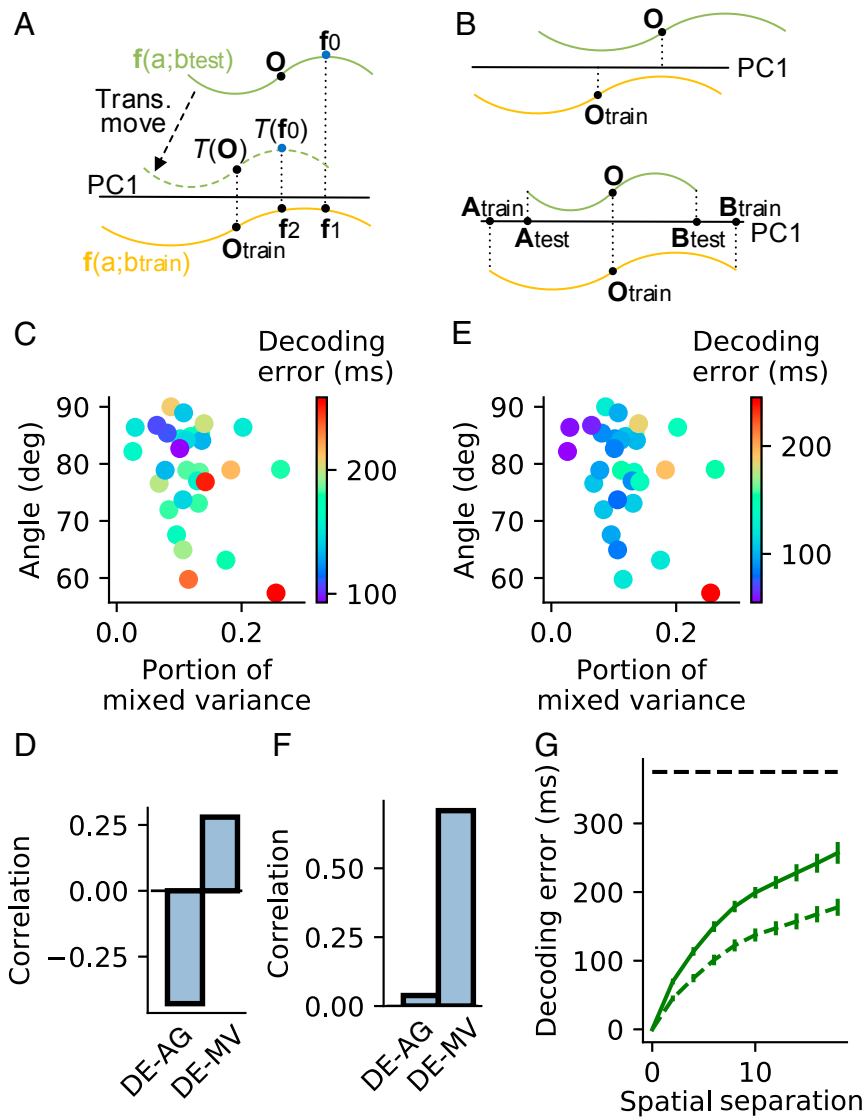 A
f(a;btest)
O
f0
Trans.
move
T(O)
T(f0)
PC1
f2
f1
Otrain
f(a;btrain)
B
O
PC1
Otrain
O
Atrain
Btrain
Atest
Btest
PC1
Otrain
C
Decoding
error (ms)
90
80
70
60
Angle (deg)
200
100
0.0
0.2
Portion of
mixed variance
E
Decoding
error (ms)
90
80
70
60
Angle (deg)
200
100
0.0
0.2
Portion of
mixed variance
D
0.25
0.00
−0.25
Correlation
DE-AG
DE-MV
F
0.50
0.25
0.00
Correlation
DE-AG
DE-MV
G
300
200
100
0
Decoding error (ms)
0
10
Spatial separation